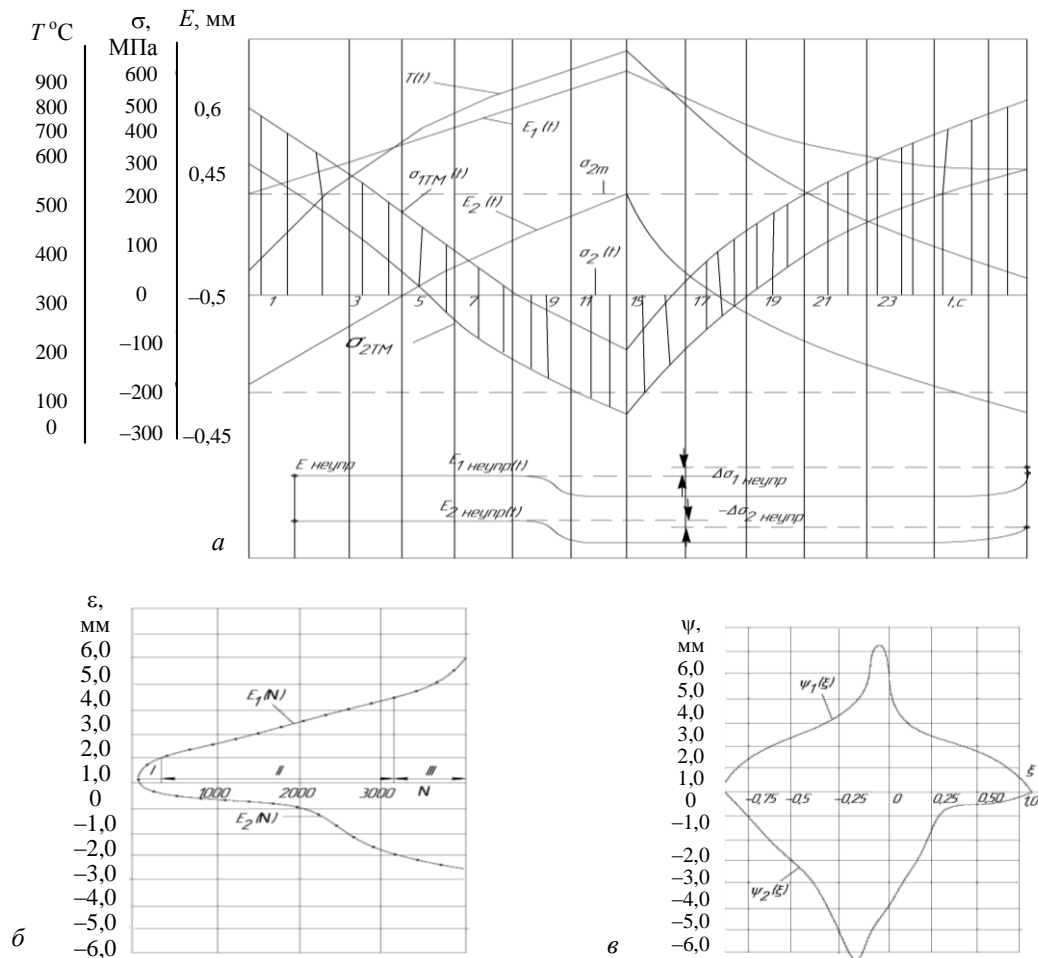 T °C
σ, МПа
E, мм
900
800
700
600
500
400
300
200
100
0
600
500
400
300
200
100
0
–100
–200
–300
0,6
0,45
–0,5
–0,45
T(t)
E1 (t)
σ1TM (t)
σ2m
E2 (t)
σ2 (t)
1 3 5 7 9 11 15 17 19 21 23 t,c
σ2TM
E неупр
E1 неупр(t)
Δσ1 неупр
E2 неупр(t)
–Δσ2 неупр
а
ε, мм
6,0
5,0
4,0
3,0
2,0
1,0
0
–1,0
–2,0
–3,0
–4,0
–5,0
–6,0
E1(N)
I II III
1000 2000 3000 N
E2(N)
б
ψ, мм
6,0
5,0
4,0
3,0
2,0
1,0
0
–1,0
–2,0
–3,0
–4,0
–5,0
–6,0
ψ1(ξ)
ξ
–0,75 –0,5 –0,25 0 0,25 0,50 1,0
ψ2(ξ)
в